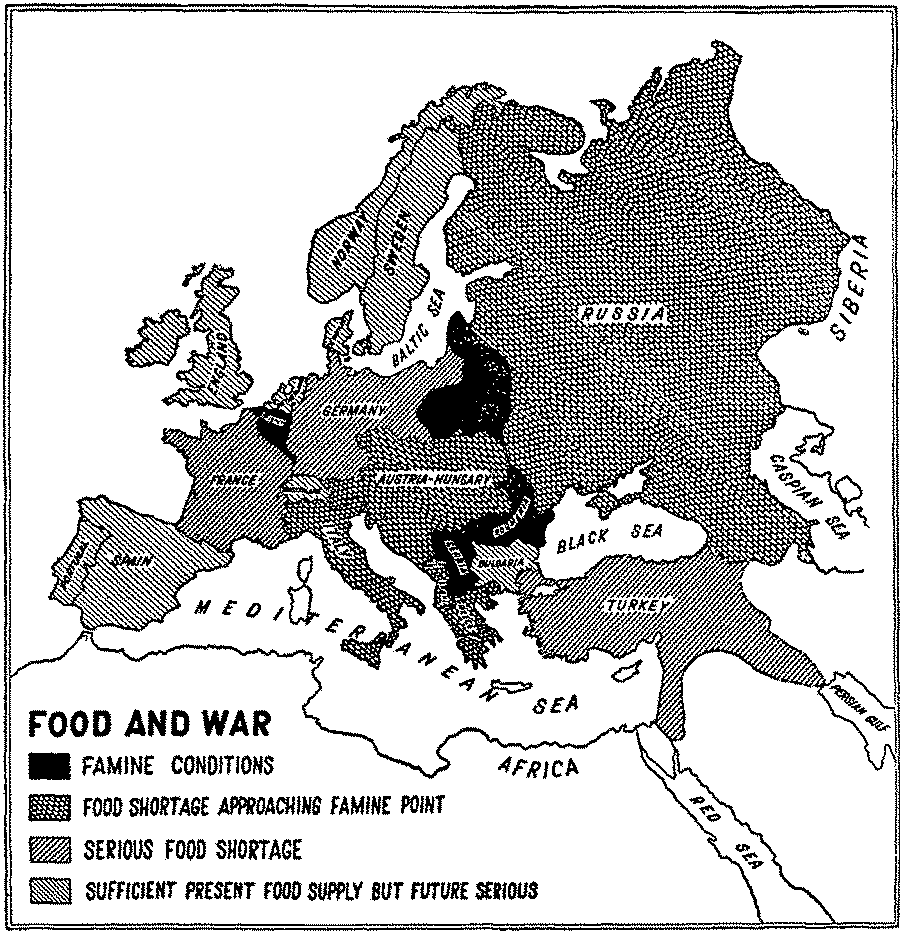 SIBERIA
NORWAY
SWEDEN
RUSSIA
BALTIC SEA
ENGLAND
GERMANY
FRANCE
AUSTRIA-HUNGARY
CASPIAN SEA
BLACK SEA
ITALY
SPAIN
BULGARIA
TURKEY
MEDITERRANEAN SEA
PERSIAN GULF
AFRICA
RED SEA
FOOD AND WAR
FAMINE CONDITIONS
FOOD SHORTAGE APPROACHING FAMINE POINT
SERIOUS FOOD SHORTAGE
SUFFICIENT PRESENT FOOD SUPPLY BUT FUTURE SERIOUS